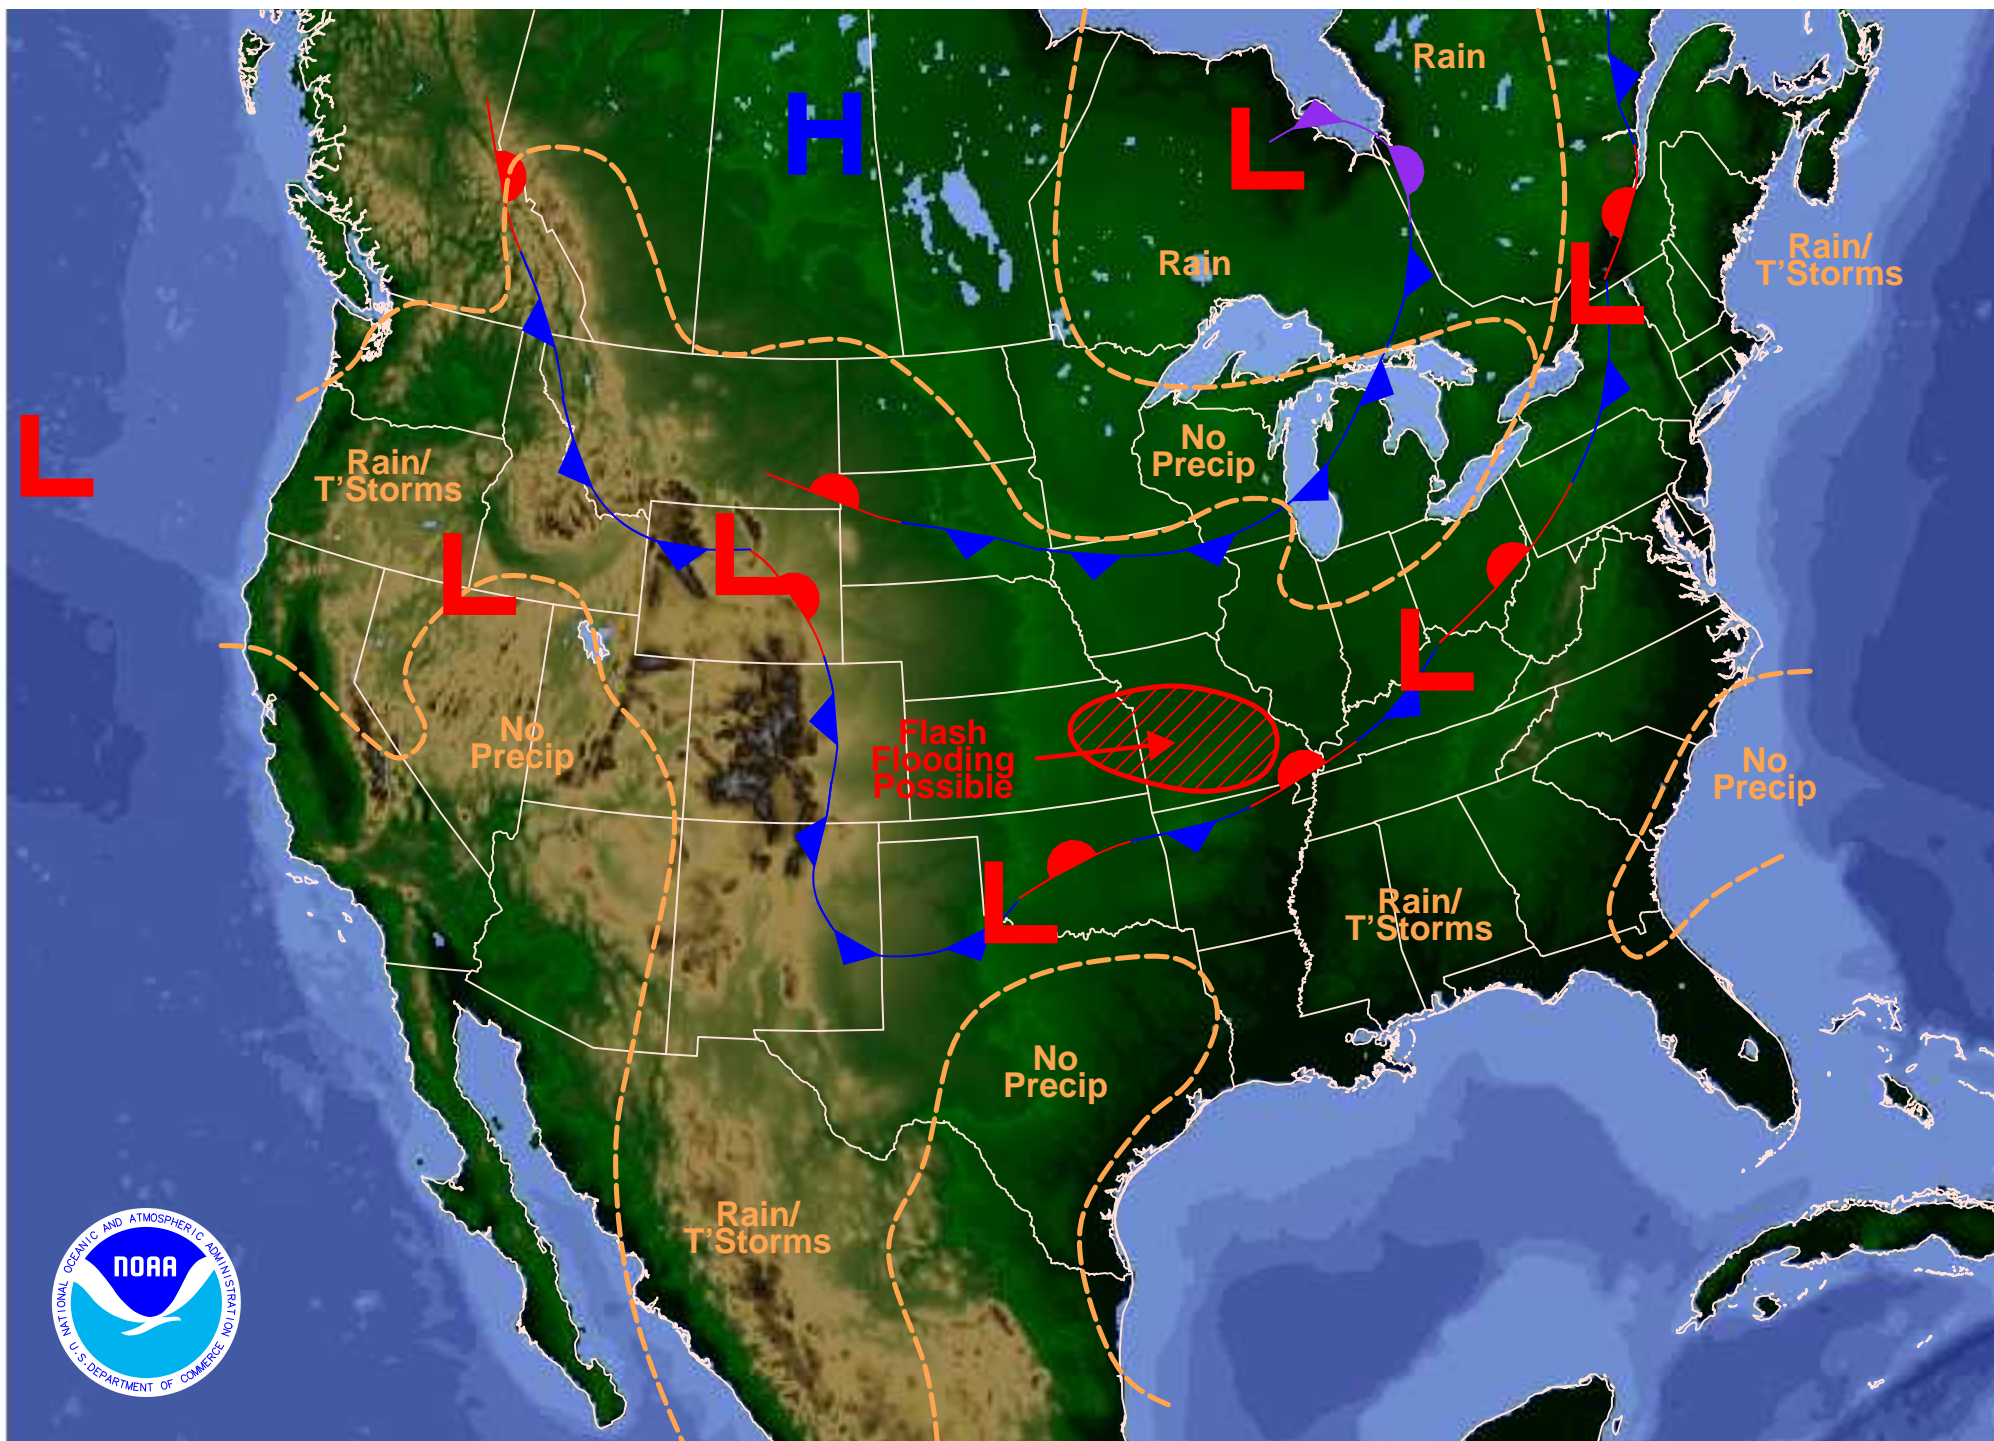 Rain
H
L
Rain
Rain/
T'Storms
L
L
Rain/
T'Storms
No
Precip
L
L
L
No
Precip
Flash
Flooding
Possible
L
No
Precip
L
Rain/
T'Storms
No
Precip
Rain/
T'Storms
NATIONAL OCEANIC AND ATMOSPHERIC ADMINISTRATION
NOAA
U.S. DEPARTMENT OF COMMERCE